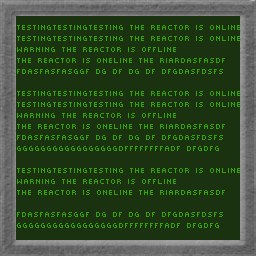 TESTINGTESTINGTESTING THE REACTOR IS ONLINE
TESTINGTESTINGTESTING THE REACTOR IS ONLINE
WARNING THE REACTOR IS OFFLINE
THE REACTOR IS ONELINE THE RIARDASFASDF
FDASFASFASGGF DG DF DG DF DFGDASFDSFS
TESTINGTESTINGTESTING THE REACTOR IS ONLINE
TESTINGTESTINGTESTING THE REACTOR IS ONLINE
WARNING THE REACTOR IS OFFLINE
THE REACTOR IS ONELINE THE RIARDASFASDF
FDASFASFASGGF DG DF DG DF DFGDASFDSFS
GGGGGGGGGGGGGGGGGDFFFFFFFFADF DFGDFG
TESTINGTESTINGTESTING THE REACTOR IS ONLINE
WARNING THE REACTOR IS OFFLINE
THE REACTOR IS ONELINE THE RIARDASFASDF
FDASFASFASGGF DG DF DG DF DFGDASFDSFS
GGGGGGGGGGGGGGGGGGGGDFFFFFFFFADF DFGDFG